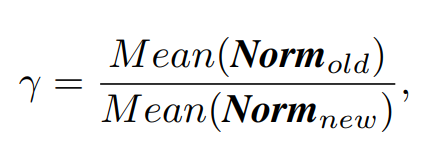 γ = Mean(Norm_old) / Mean(Norm_new),